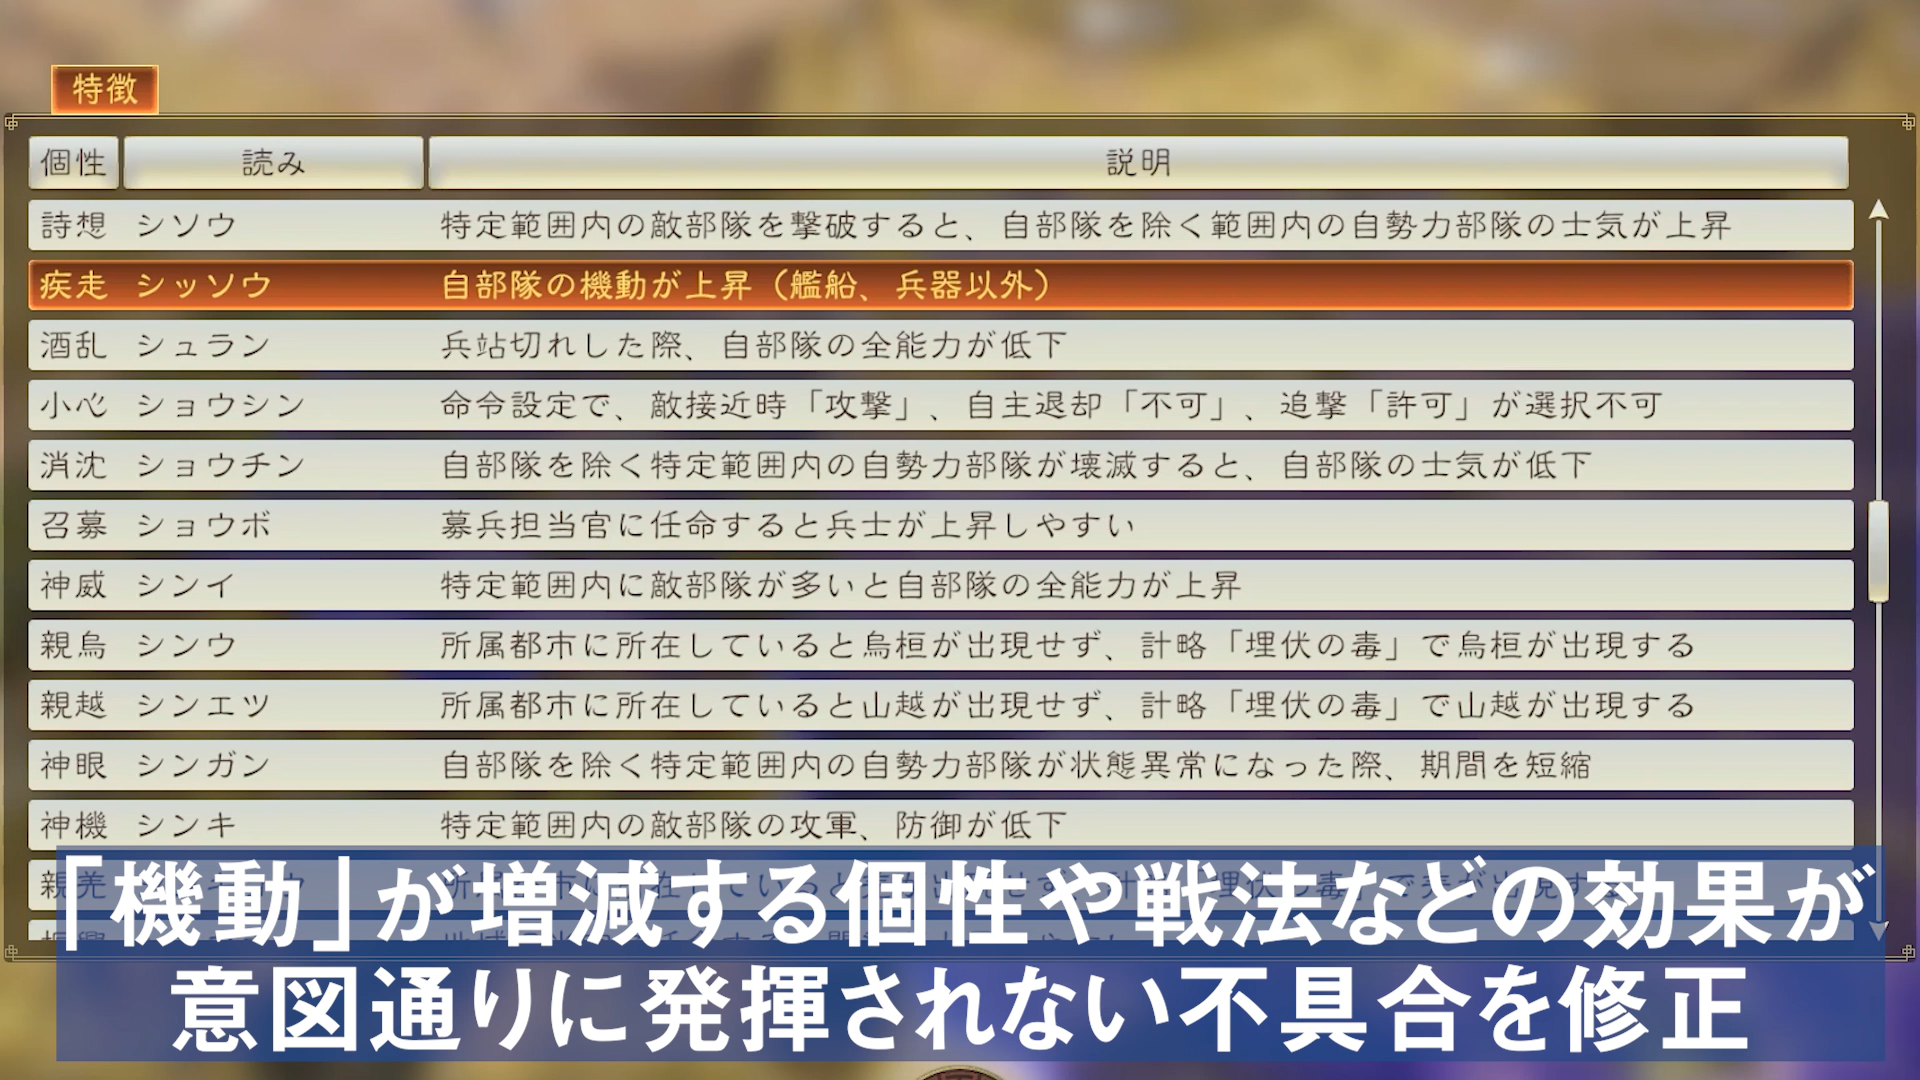 特徴
個性 読み 説明
詩想 シソウ 特定範囲内の敵部隊を撃破すると、自部隊を除く範囲内の自勢力部隊の士気が上昇
疾走 シッソウ 自部隊の機動が上昇（艦船、兵器以外）
酒乱 シュラン 兵站切れした際、自部隊の全能力が低下
小心 ショウシン 命令設定で、敵接近時「攻撃」、自主退却「不可」、追撃「許可」が選択不可
消沈 ショウチン 自部隊を除く特定範囲内の自勢力部隊が壊滅すると、自部隊の士気が低下
召募 ショウボ 募兵担当官に任命すると兵士が上昇しやすい
神威 シンイ 特定範囲内に敵部隊が多いと自部隊の全能力が上昇
親烏 シンウ 所属都市に所在していると烏桓が出現せず、計略「埋伏の毒」で烏桓が出現する
親越 シンエツ 所属都市に所在していると山越が出現せず、計略「埋伏の毒」で山越が出現する
神眼 シンガン 自部隊を除く特定範囲内の自勢力部隊が状態異常になった際、期間を短縮
神機 シンキ 特定範囲内の敵部隊の攻軍、防御が低下
「機動」が増減する個性や戦法などの効果が
意図通りに発揮されない不具合を修正